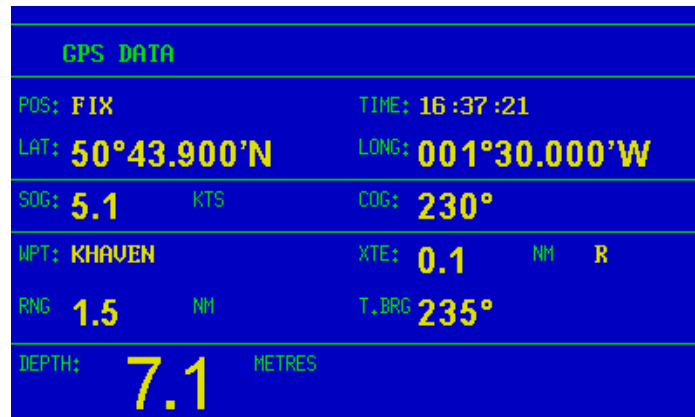 GPS DATA
POS: FIX TIME: 16:37:21
LAT: 50°43.900'N LONG: 001°30.000'W
SOG: 5.1 KTS COG: 230°
WPT: KHAVEN XTE: 0.1 NM R
RNG 1.5 NM T.BRG 235°
DEPTH: 7.1 METRES